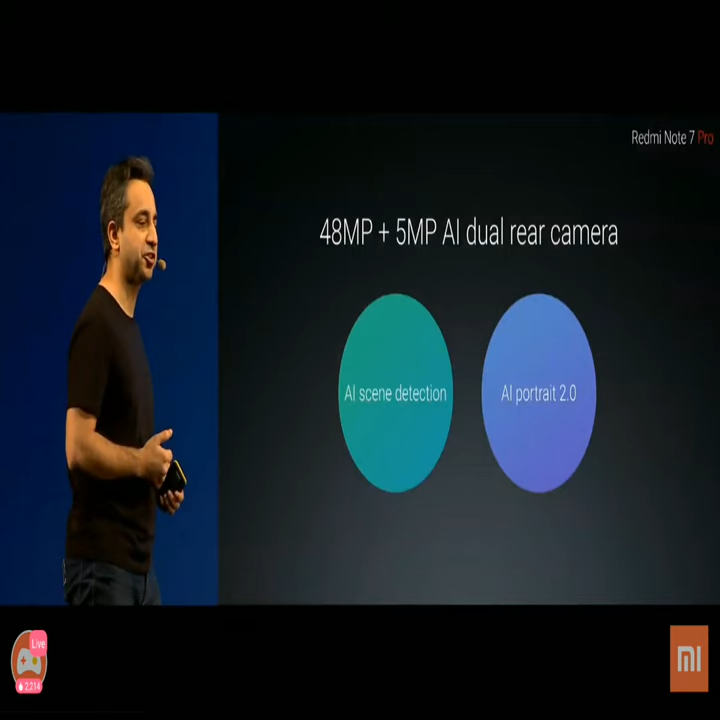 Redmi Note 7 Pro
48MP + 5MP AI dual rear camera
AI scene detection
AI portrait 2.0
Live
2,214
mi